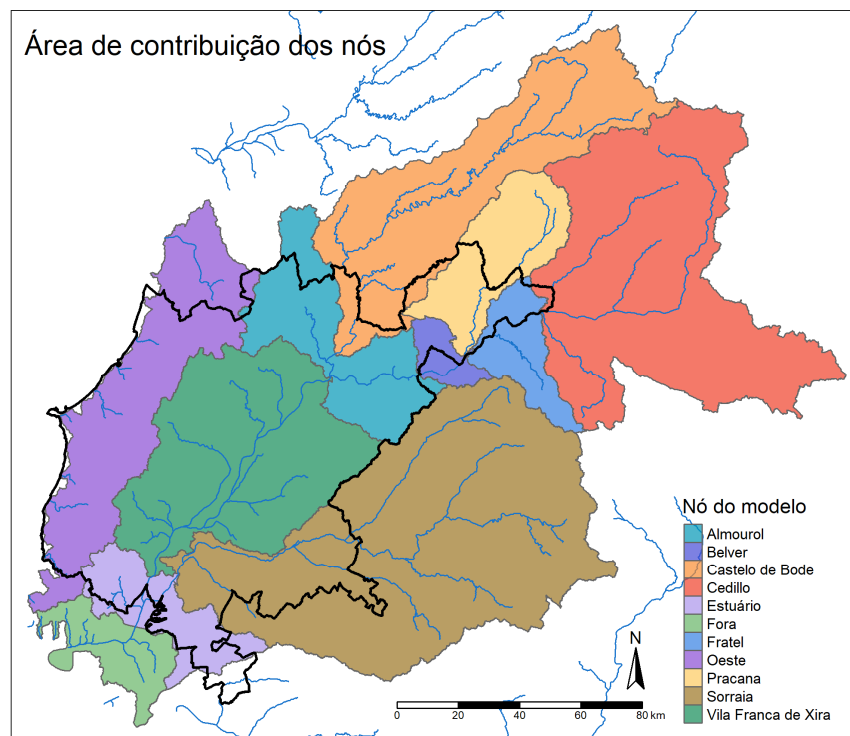 Área de contribuição dos nós
Nó do modelo
Almourol
Belver
Castelo de Bode
Cedillo
Estuário
Fora
Fratel
Oeste
Pracana
Sorraia
Vila Franca de Xira
N
0 20 40 60 80 km